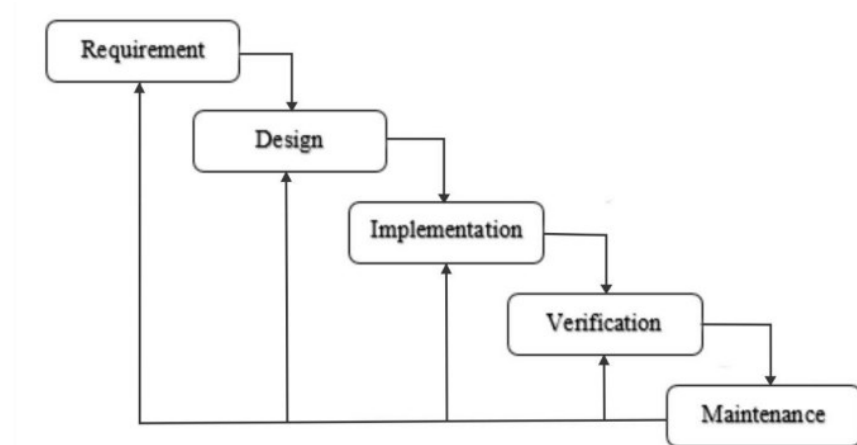 Requirement
Design
Implementation
Verification
Maintenance